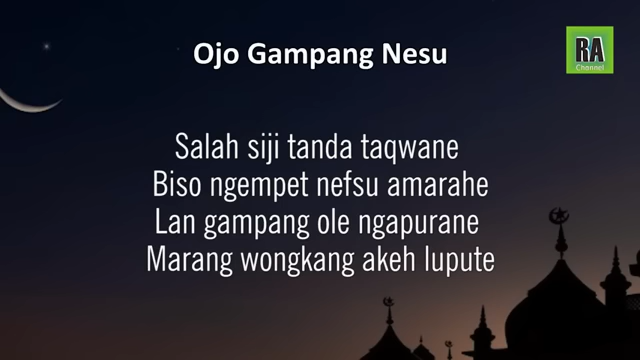 Ojo Gampang Nesu
RA
Channel
Salah siji tanda taqwane
Biso ngempet nefsu amarahe
Lan gampang ole ngapurane
Marang wongkang akeh lupute